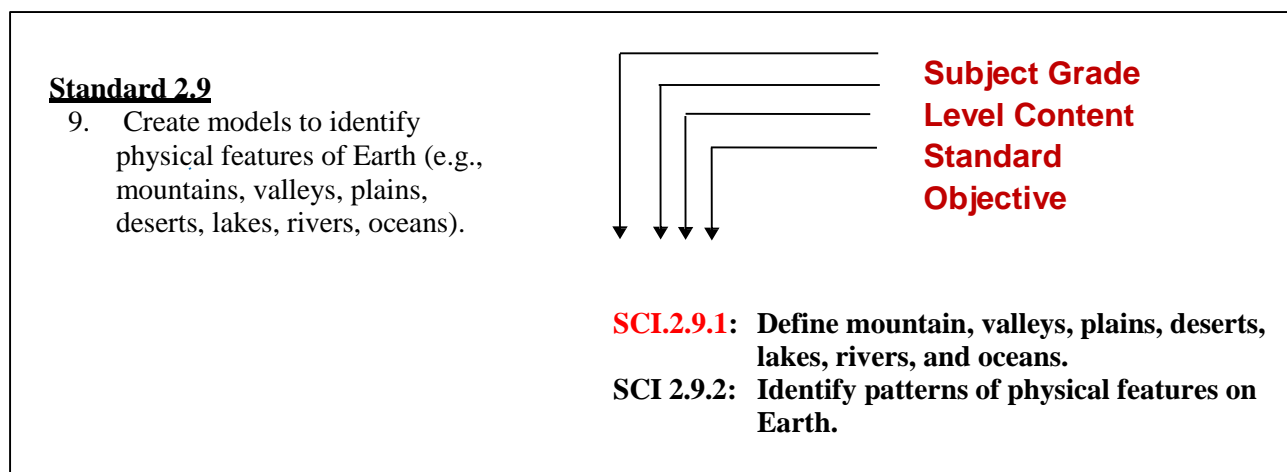 Standard 2.9
9. Create models to identify
physical features of Earth (e.g.,
mountains, valleys, plains,
deserts, lakes, rivers, oceans).
Subject Grade
Level Content
Standard
Objective
SCI.2.9.1: Define mountain, valleys, plains, deserts,
lakes, rivers, and oceans.
SCI 2.9.2: Identify patterns of physical features on
Earth.